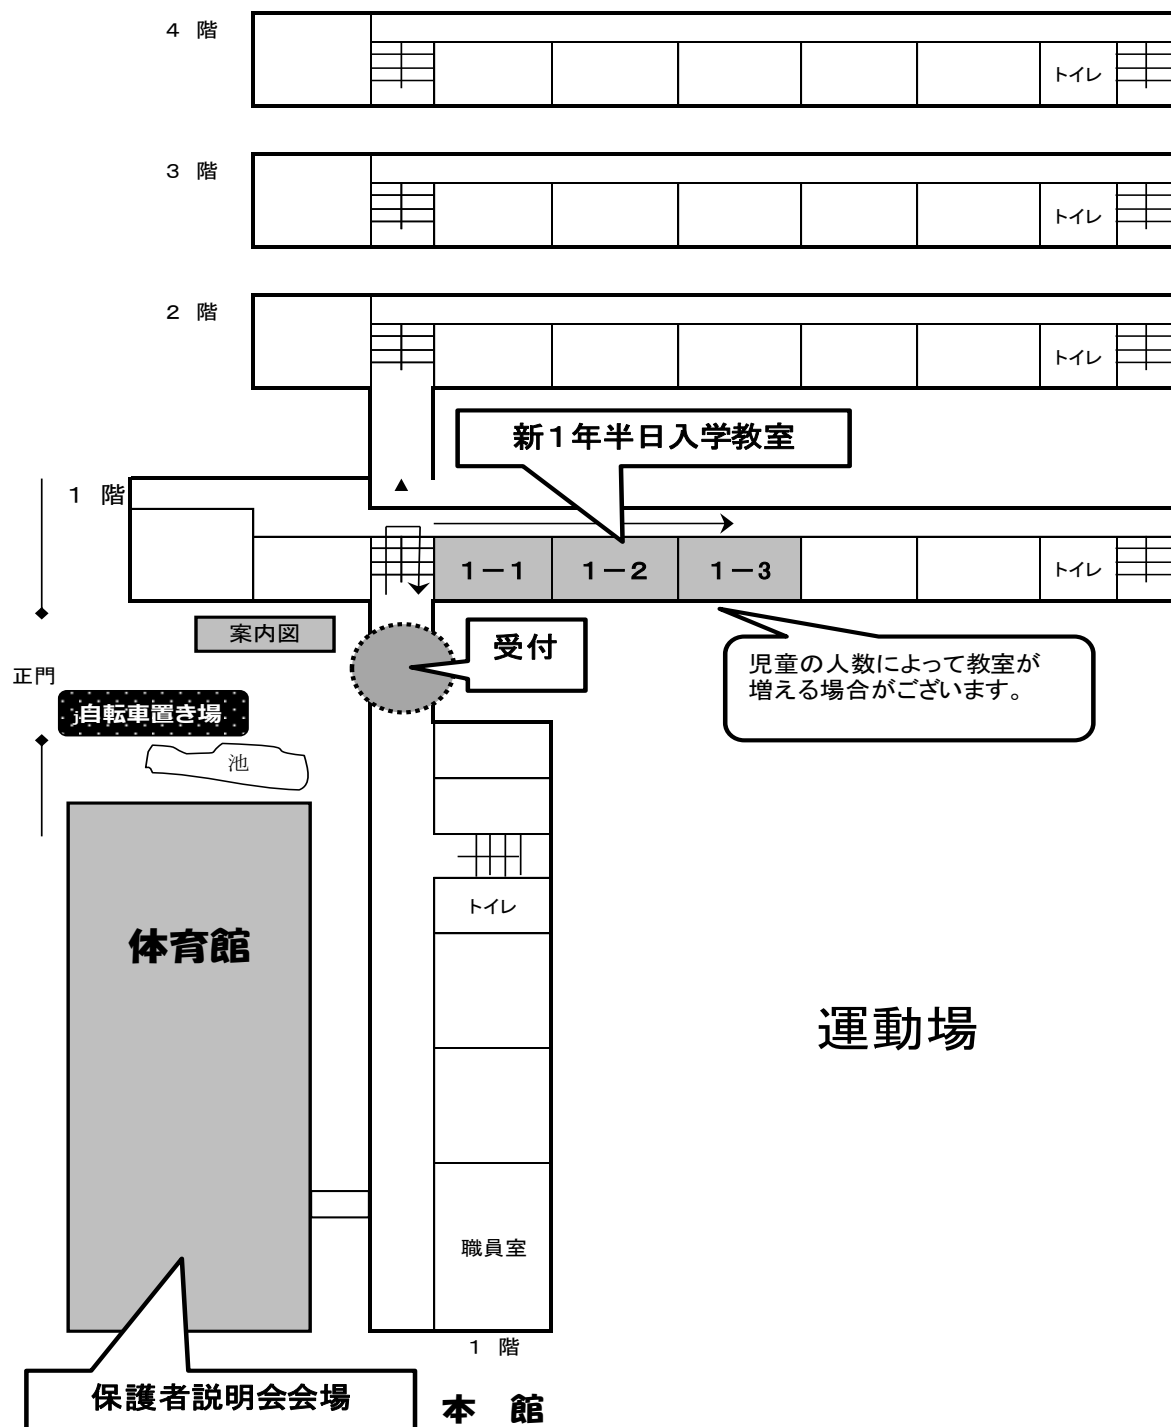 ４ 階
トイレ
３ 階
トイレ
２ 階
トイレ
新１年半日入学教室
１ 階
１－１
１－２
１－３
トイレ
案内図
受付
児童の人数によって教室が
増える場合がございます。
正門
j自転車置き場
池
トイレ
体育館
運動場
職員室
１ 階
保護者説明会会場
本 館